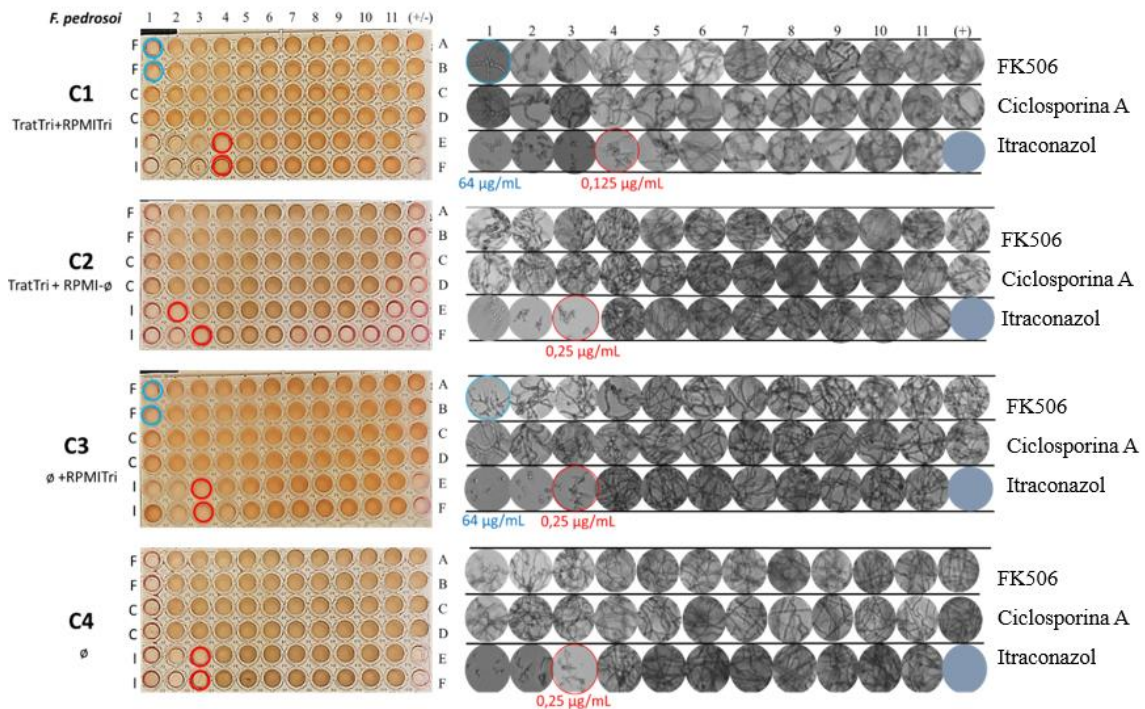 F. pedrosoi 1 2 3 4 5 6 7 8 9 10 11 (+/-)
1 2 3 4 5 6 7 8 9 10 11 (+)
C1
TratTri+RPMITri
F A
F B
C C
C D
I E
I F
FK506
Ciclosporina A
Itraconazol
64 µg/mL 0,125 µg/mL
C2
TratTri + RPMI-ø
F A
F B
C C
C D
I E
I F
FK506
Ciclosporina A
Itraconazol
0,25 µg/mL
C3
ø +RPMITri
F A
F B
C C
C D
I E
I F
FK506
Ciclosporina A
Itraconazol
64 µg/mL 0,25 µg/mL
C4
ø
F A
F B
C C
C D
I E
I F
FK506
Ciclosporina A
Itraconazol
0,25 µg/mL